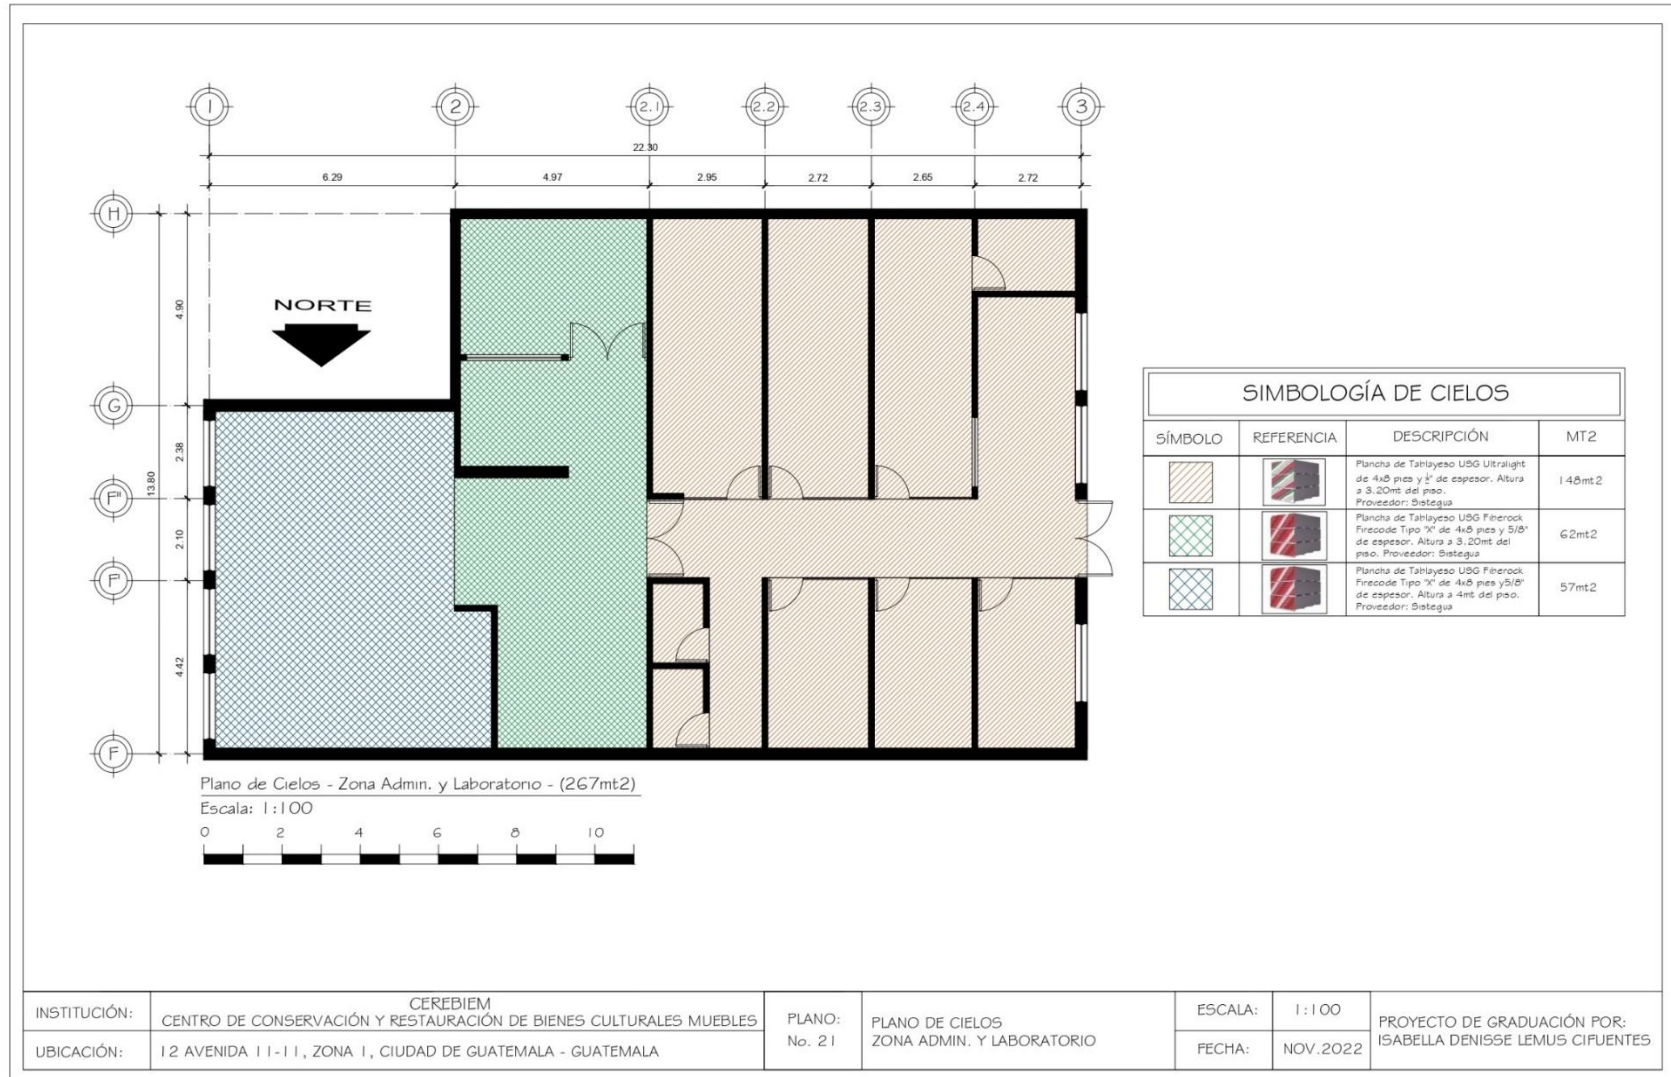 1
2
2.1
2.2
2.3
2.4
3
22.30
6.29
4.97
2.95
2.72
2.65
2.72
H
G
F"
F'
F
13.80
4.90
2.38
2.10
4.42
NORTE
Plano de Cielos - Zona Admin. y Laboratorio - (267mt2)
Escala: 1:100
0 2 4 6 8 10
SIMBOLOGÍA DE CIELOS
SÍMBOLO REFERENCIA DESCRIPCIÓN MT2
Plancha de Tablayeso USG Ultralight
de 4x8 pies y ½" de espesor. Altura
a 3.20mt del piso.
Proveedor: Sistegua
148mt2
Plancha de Tablayeso USG Fiberock
Firecode Tipo "X" de 4x8 pies y 5/8"
de espesor. Altura a 3.20mt del
piso. Proveedor: Sistegua
62mt2
Plancha de Tablayeso USG Fiberock
Firecode Tipo "X" de 4x8 pies y5/8"
de espesor. Altura a 4mt del piso.
Proveedor: Sistegua
57mt2
INSTITUCIÓN:
CEREBIEM
CENTRO DE CONSERVACIÓN Y RESTAURACIÓN DE BIENES CULTURALES MUEBLES
UBICACIÓN:
12 AVENIDA 11-11, ZONA 1, CIUDAD DE GUATEMALA - GUATEMALA
PLANO:
No. 21
PLANO DE CIELOS
ZONA ADMIN. Y LABORATORIO
ESCALA: 1:100
FECHA: NOV.2022
PROYECTO DE GRADUACIÓN POR:
ISABELLA DENISSE LEMUS CIFUENTES